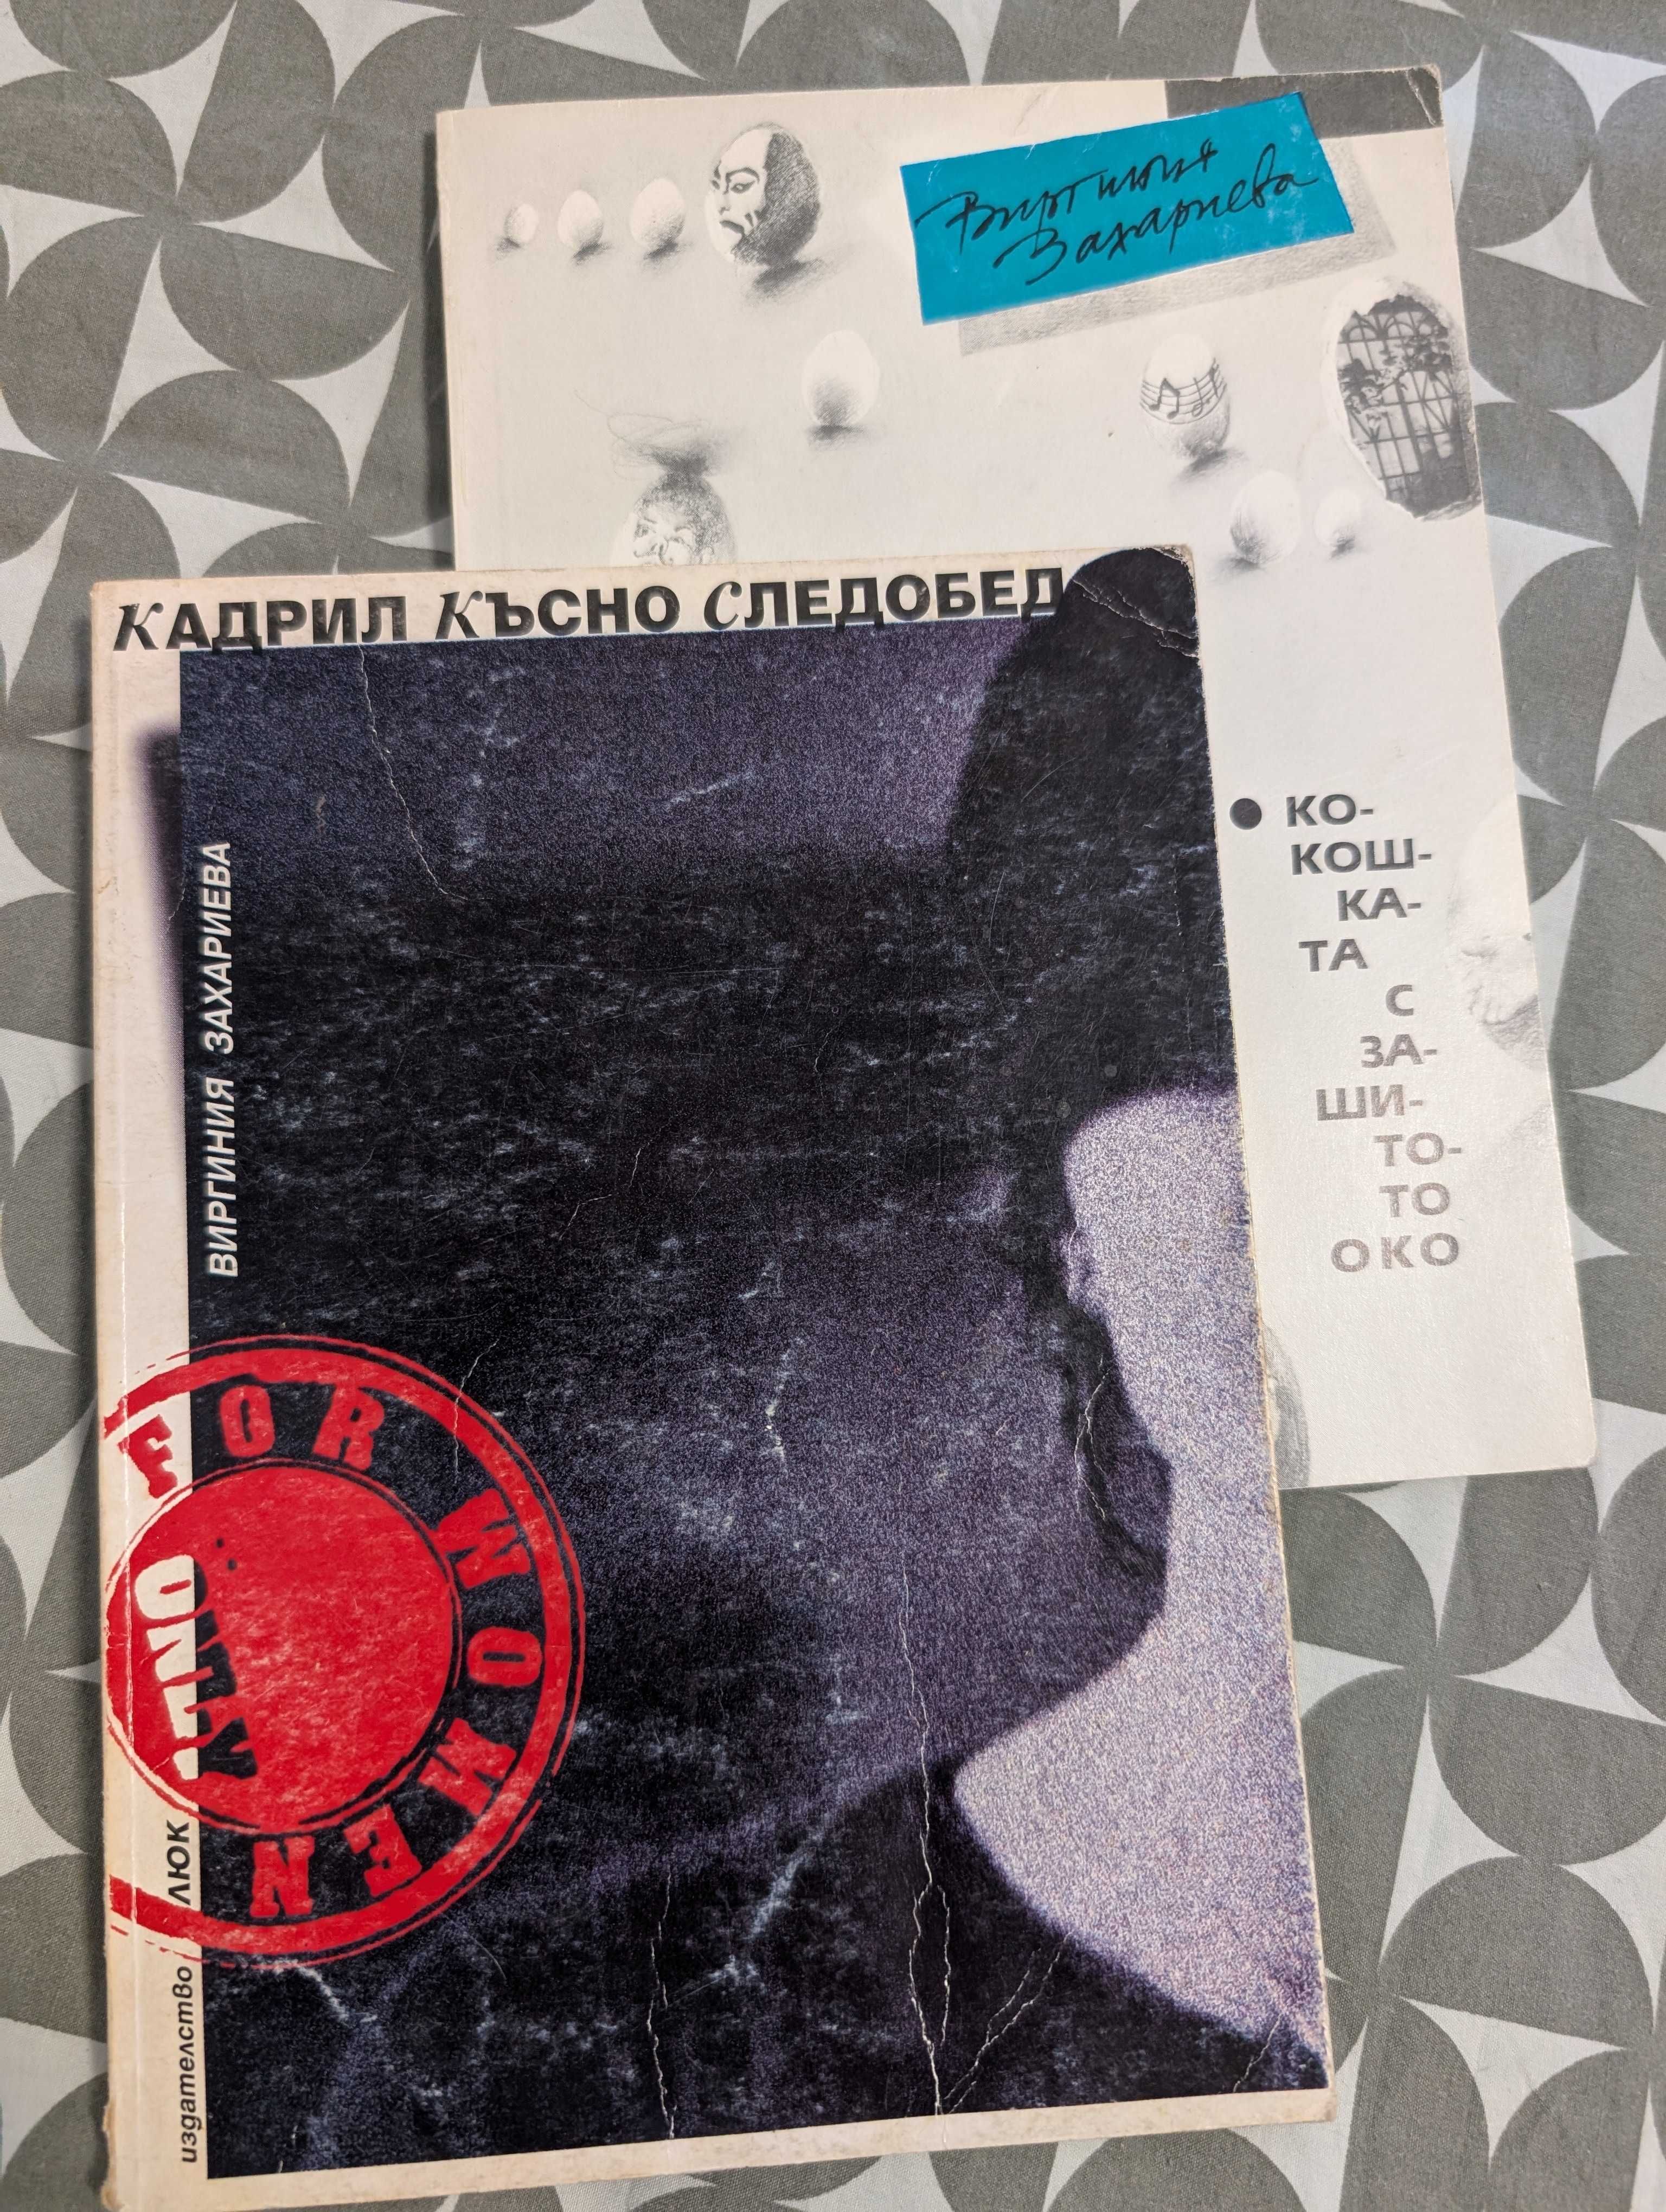 Виргиния
Захариева
● КО-
КОШ-
КА-
ТА
С
ЗА-
ШИ-
ТО-
ТО
ОКО
КАДРИЛ КЪСНО СЛЕДОБЕД
ВИРГИНИЯ ЗАХАРИЕВА
FOR WOMEN
ONLY
издателство ЛЮК